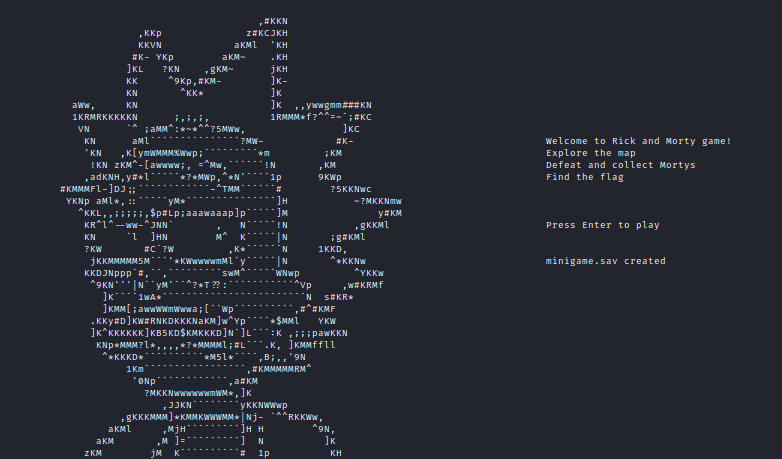 Welcome to Rick and Morty game!
Explore the map
Defeat and collect Mortys
Find the flag
Press Enter to play
minigame.sav created